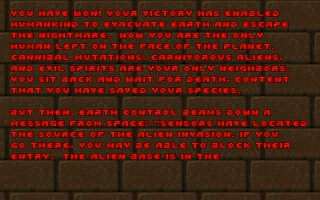 YOU HAVE WON! YOUR VICTORY HAS ENABLED
HUMANKIND TO EVACUATE EARTH AND ESCAPE
THE NIGHTMARE. NOW YOU ARE THE ONLY
HUMAN LEFT ON THE FACE OF THE PLANET.
CANNIBAL MUTATIONS, CARNIVOROUS ALIENS,
AND EVIL SPIRITS ARE YOUR ONLY NEIGHBORS.
YOU SIT BACK AND WAIT FOR DEATH, CONTENT
THAT YOU HAVE SAVED YOUR SPECIES.
BUT THEN, EARTH CONTROL BEAMS DOWN A
MESSAGE FROM SPACE: "SENSORS HAVE LOCATED
THE SOURCE OF THE ALIEN INVASION. IF YOU
GO THERE, YOU MAY BE ABLE TO BLOCK THEIR
ENTRY. THE ALIEN BASE IS IN THE